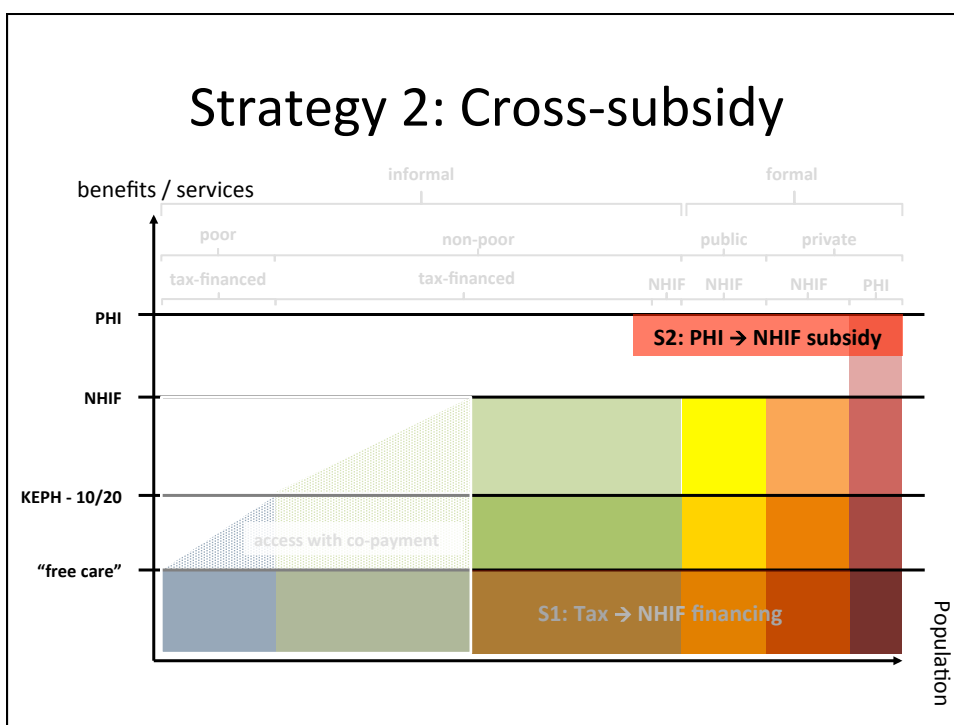 Strategy 2: Cross-subsidy
benefits / services
informal
formal
poor
non-poor
public
private
tax-financed
tax-financed
NHIF
NHIF
NHIF
PHI
PHI
S2: PHI → NHIF subsidy
NHIF
KEPH - 10/20
access with co-payment
“free care”
S1: Tax → NHIF financing
Population